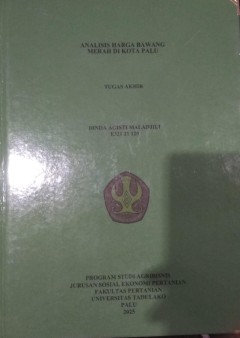 ANALISIS HARGA BAWANG
MERAH DI KOTA PALU
TUGAS AKHIR
PROGRAM STUDI AGRIBISNIS
JURUSAN SOSIAL EKONOMI PERTANIAN
FAKULTAS PERTANIAN
UNIVERSITAS TADULAKO
PALU